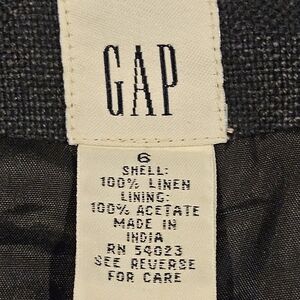 GAP
6
SHELL:
100% LINEN
LINING:
100% ACETATE
MADE IN
INDIA
RN 54023
SEE REVERSE
FOR CARE